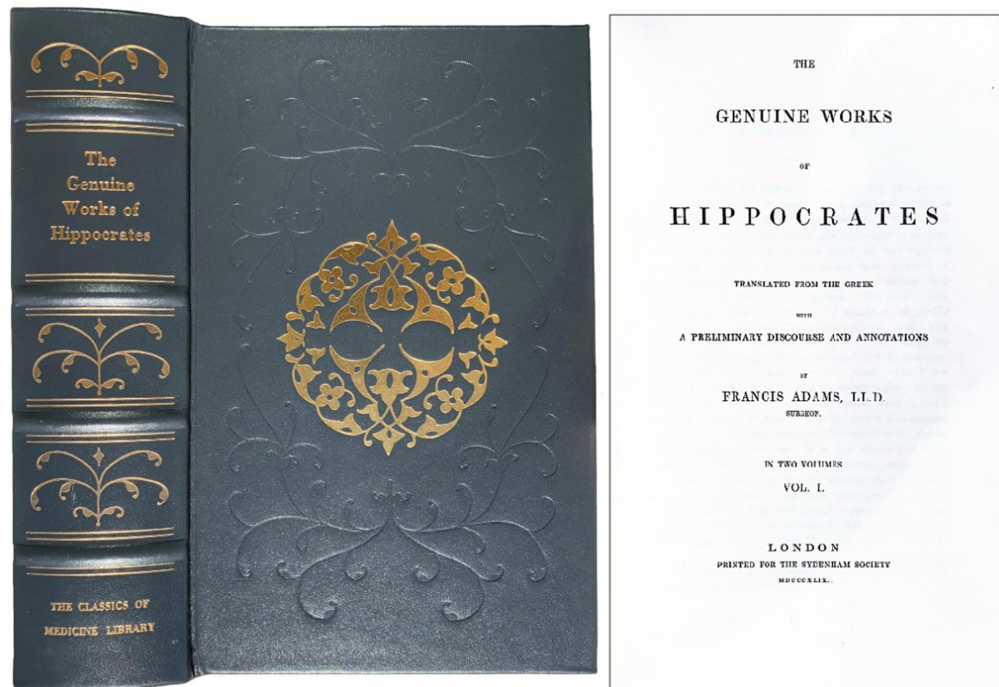 The
Genuine
Works of
Hippocrates
THE CLASSICS OF
MEDICINE LIBRARY
THE
GENUINE WORKS
OF
HIPPOCRATES
TRANSLATED FROM THE GREEK
WITH
A PRELIMINARY DISCOURSE AND ANNOTATIONS
BY
FRANCIS ADAMS, LL.D.
SURGEON.
IN TWO VOLUMES
VOL. I.
LONDON
PRINTED FOR THE SYDENHAM SOCIETY
MDCCCXLIX.